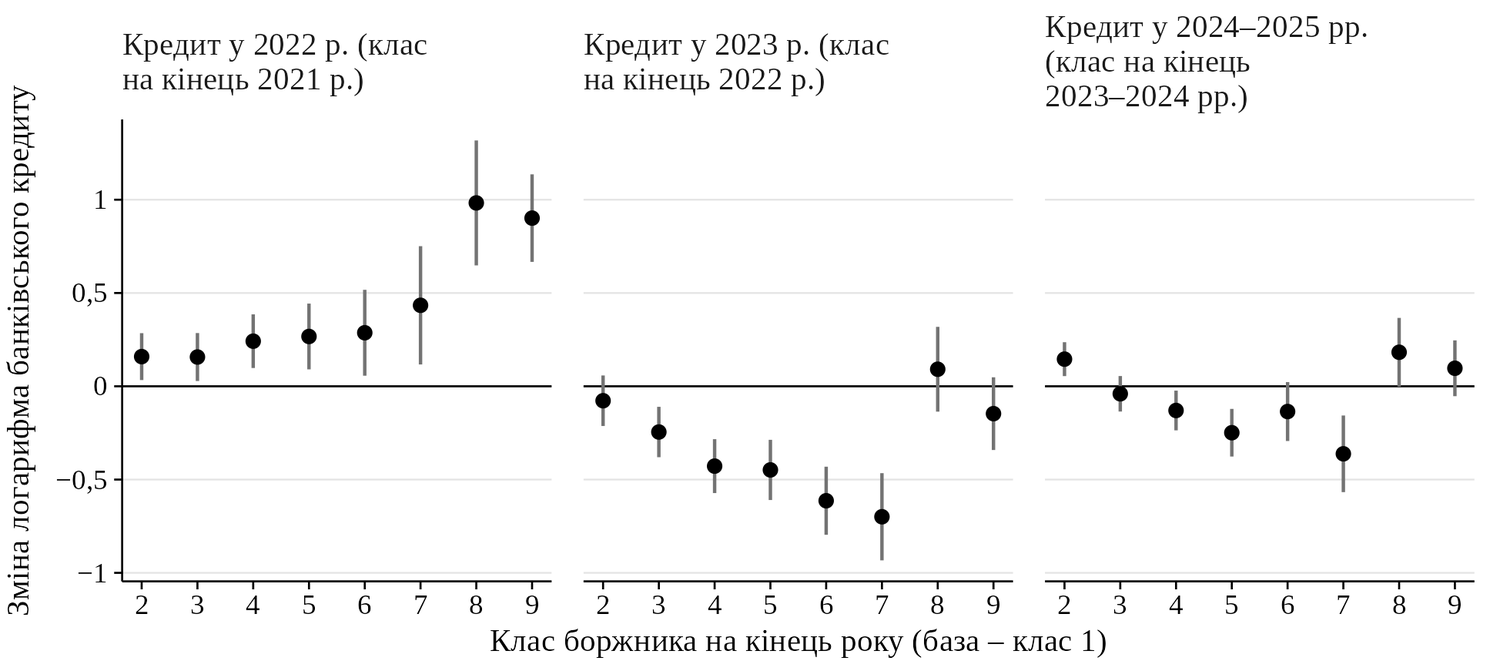 Кредит у 2022 р. (клас
на кінець 2021 р.)
Кредит у 2023 р. (клас
на кінець 2022 р.)
Кредит у 2024–2025 рр.
(клас на кінець
2023–2024 рр.)
Зміна логарифма банківського кредиту
1
0,5
0
−0,5
−1
2 3 4 5 6 7 8 9
2 3 4 5 6 7 8 9
2 3 4 5 6 7 8 9
Клас боржника на кінець року (база – клас 1)